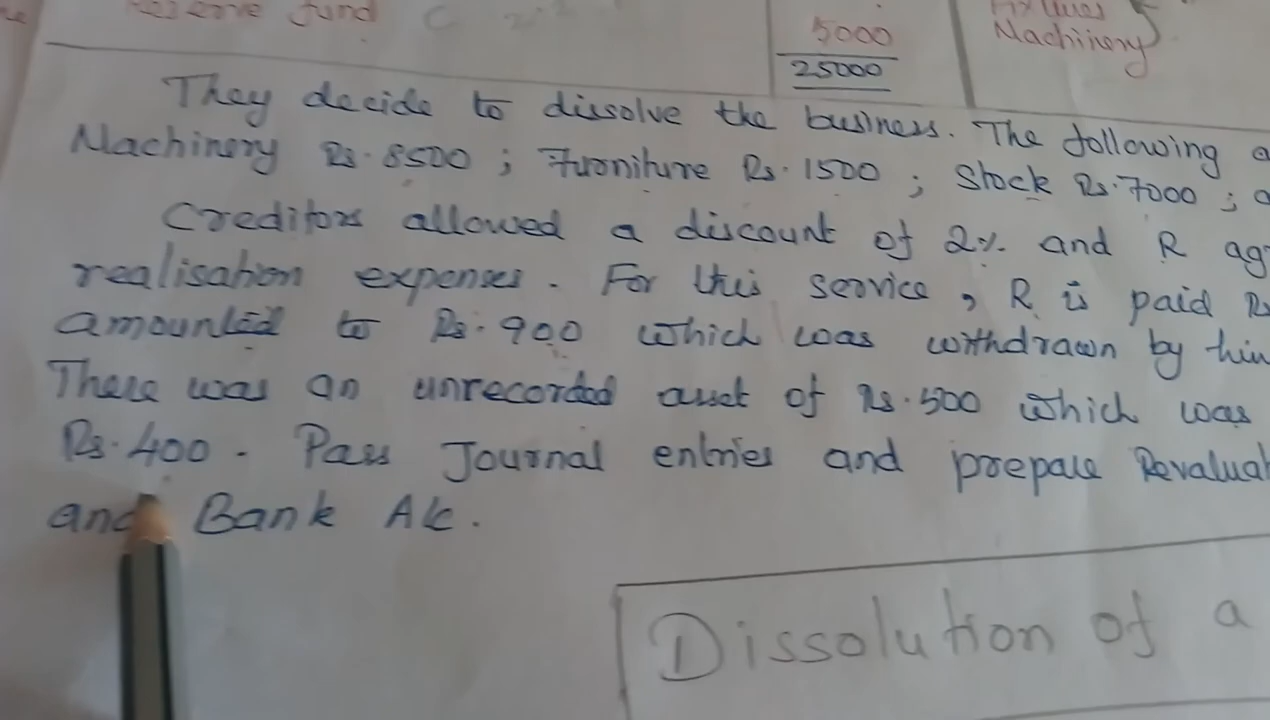 Reserve fund
5000
Machinery
25000
They decide to dissolve the business. The following
Machinery Rs. 8500 ; Furniture Rs. 1500 ; Stock Rs. 7000 ;
Creditors allowed a discount of 2% and R
realisation expenses. For this service, R is paid
amounted to Rs. 900 which was withdrawn by him
There was an unrecorded asset of Rs. 500 which was
Rs. 400. Pass Journal entries and prepare
and Bank A/c.
Dissolution of a